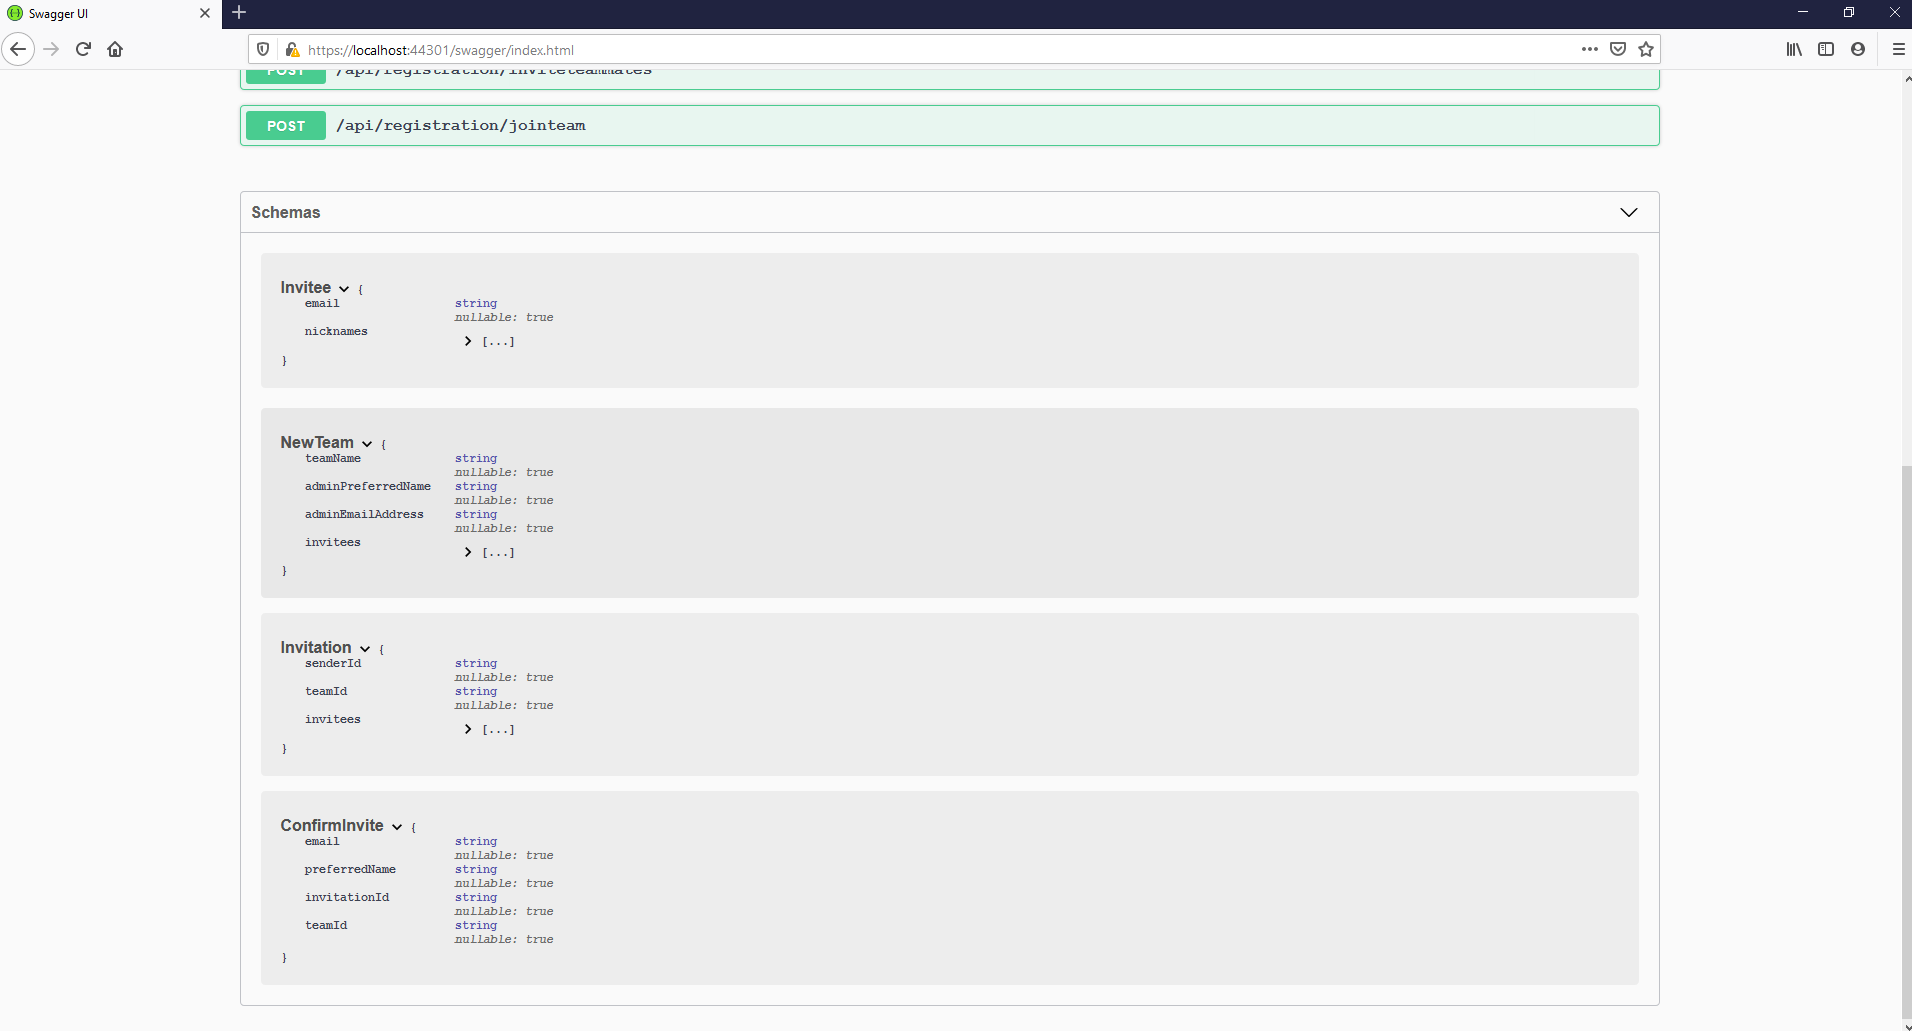 Swagger UI
https://localhost:44301/swagger/index.html
POST /api/registration/inviteteammates
POST /api/registration/jointeam
Schemas
Invitee {
email string
nullable: true
nicknames
[...]
}
NewTeam {
teamName string
nullable: true
adminPreferredName string
nullable: true
adminEmailAddress string
nullable: true
invitees
[...]
}
Invitation {
senderId string
nullable: true
teamId string
nullable: true
invitees
[...]
}
ConfirmInvite {
email string
nullable: true
preferredName string
nullable: true
invitationId string
nullable: true
teamId string
nullable: true
}